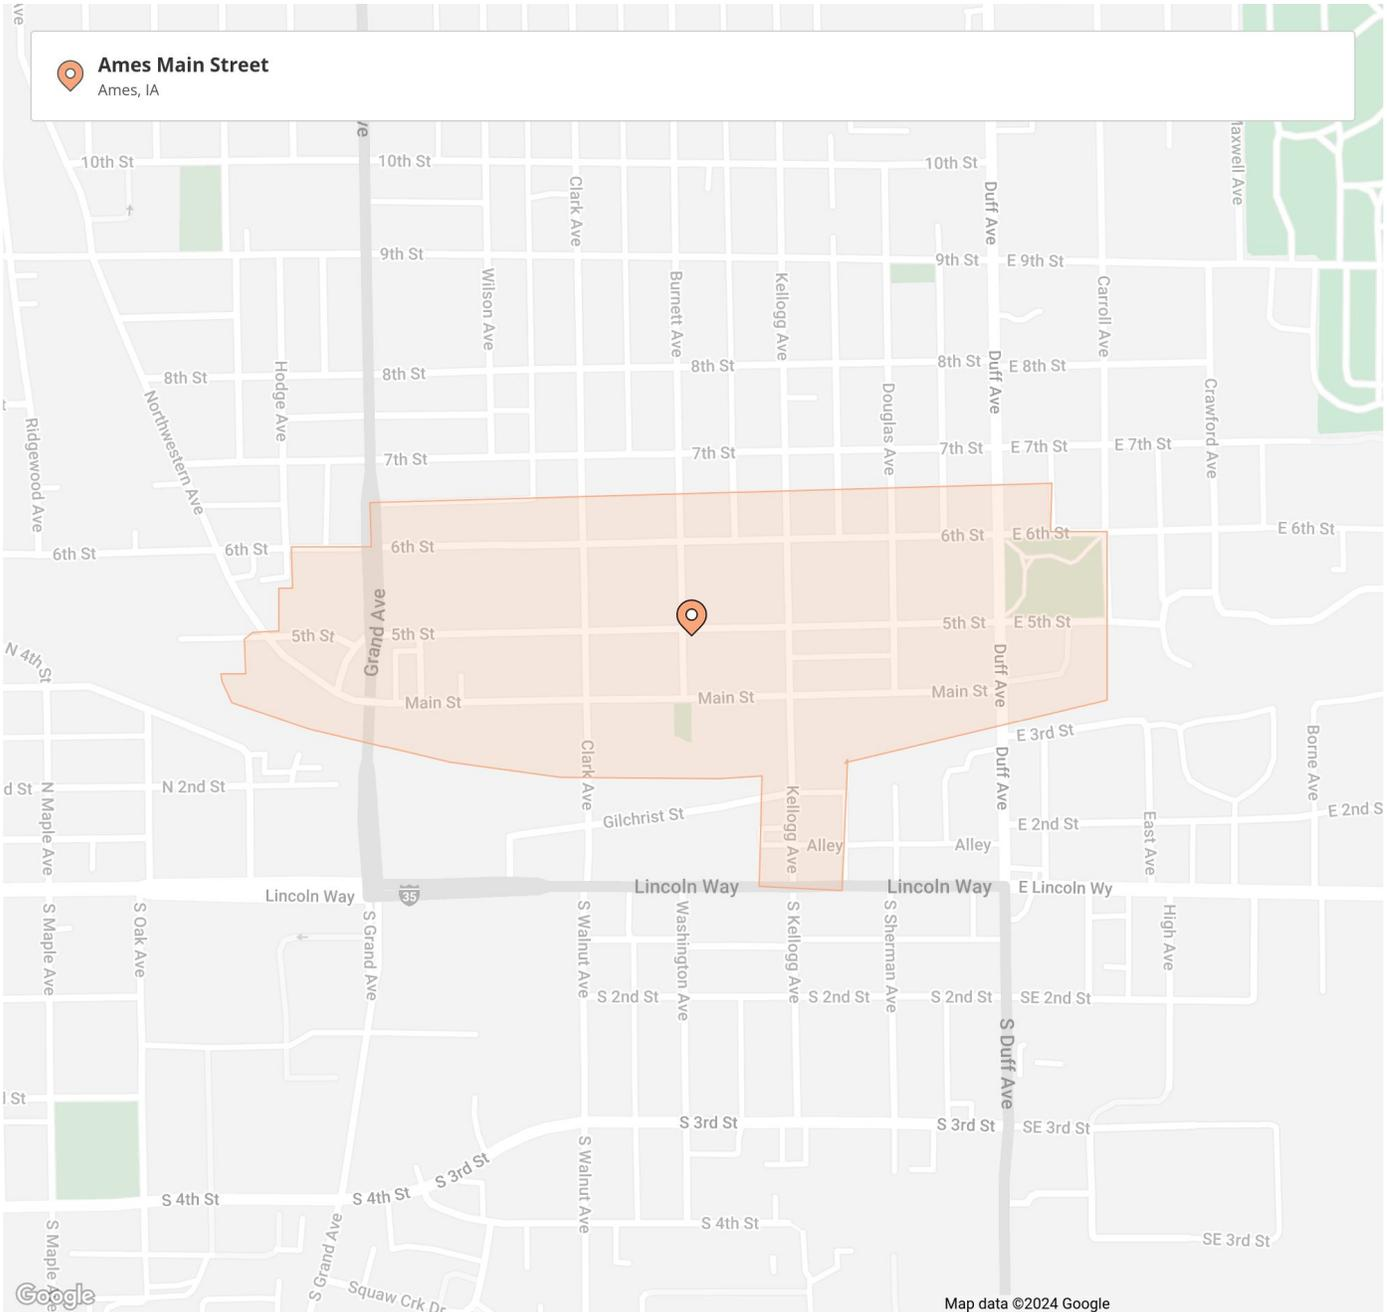 Ave
Ames Main Street
Ames, IA
ve
10th St
10th St
10th St
Maxwell Ave
Clark Ave
Duff Ave
9th St
9th St
E 9th St
Wilson Ave
Burnett Ave
Kellogg Ave
Carroll Ave
8th St
Hodge Ave
8th St
8th St
8th St
Duff Ave
E 8th St
Northwestern Ave
Ridgewood Ave
Douglas Ave
Crawford Ave
7th St
7th St
7th St
E 7th St
E 7th St
6th St
6th St
6th St
6th St
E 6th St
E 6th St
Grand Ave
5th St
5th St
5th St
E 5th St
N 4th St
Duff Ave
Main St
Main St
Main St
E 3rd St
Clark Ave
Duff Ave
Borne Ave
d St
N Maple Ave
N 2nd St
Kellogg Ave
Gilchrist St
E 2nd St
E 2nd S
East Ave
Alley
Alley
Lincoln Way
35
Lincoln Way
Lincoln Way
E Lincoln Wy
S Maple Ave
S Oak Ave
S Grand Ave
S Walnut Ave
Washington Ave
S Kellogg Ave
S Sherman Ave
High Ave
S 2nd St
S 2nd St
S 2nd St
SE 2nd St
S Duff Ave
l St
S 3rd St
S 3rd St
SE 3rd St
S 3rd St
S Walnut Ave
S 4th St
S 4th St
S 4th St
S Maple Ave
S Grand Ave
SE 3rd St
Squaw Crk Dr
Google
Map data ©2024 Google